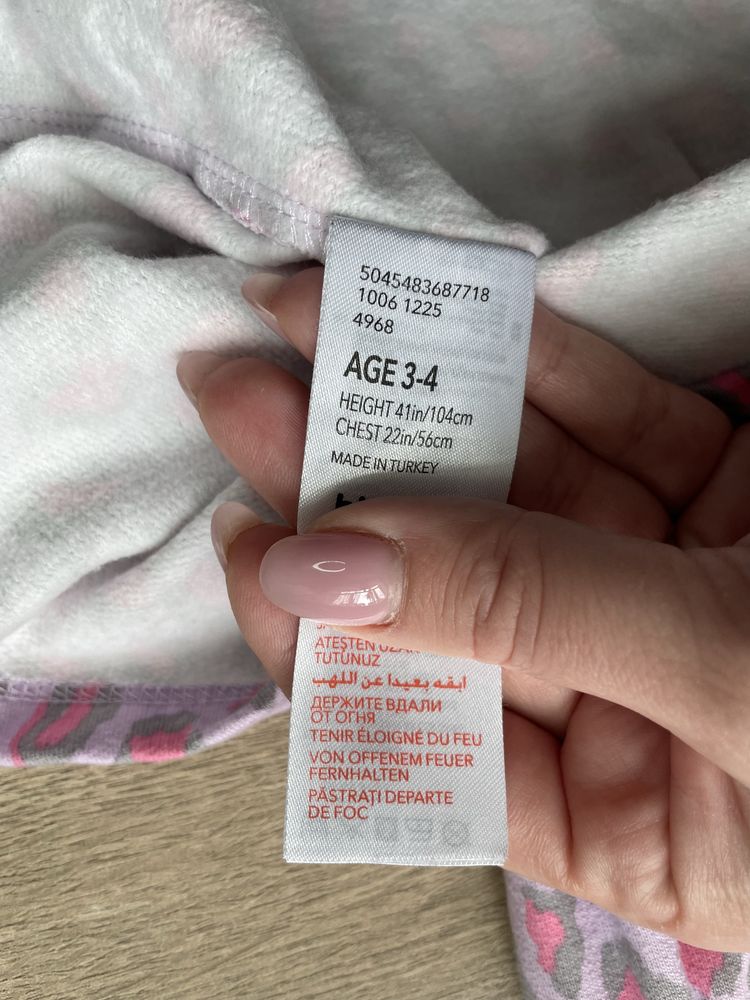 5045483687718
1006 1225
4968
AGE 3-4
HEIGHT 41in/104cm
CHEST 22in/56cm
MADE IN TURKEY
ATEŞTEN
TUTUNUZ
ابقه بعيدا عن اللهب
ДЕРЖИТЕ ВДАЛИ
ОТ ОГНЯ
TENIR ÉLOIGNÉ DU FEU
VON OFFENEM FEUER
FERNHALTEN
PĂSTRAȚI DEPARTE
DE FOC